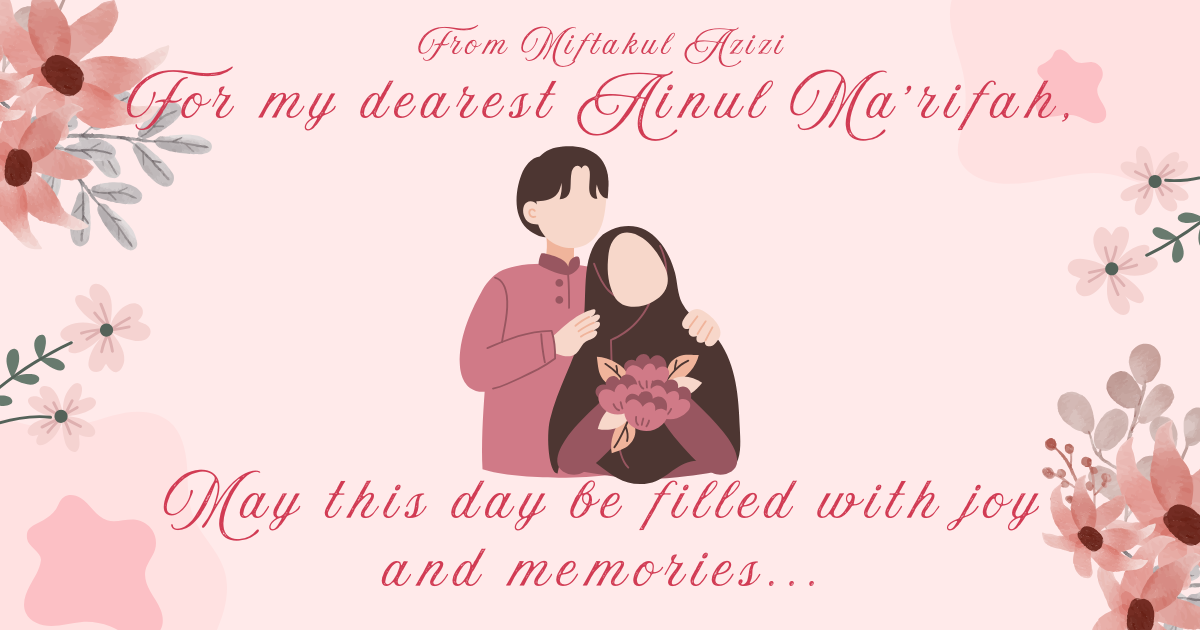 From Miftakul Azizi
For my dearest Ainul Ma'rifah,
May this day be filled with joy
and memories...